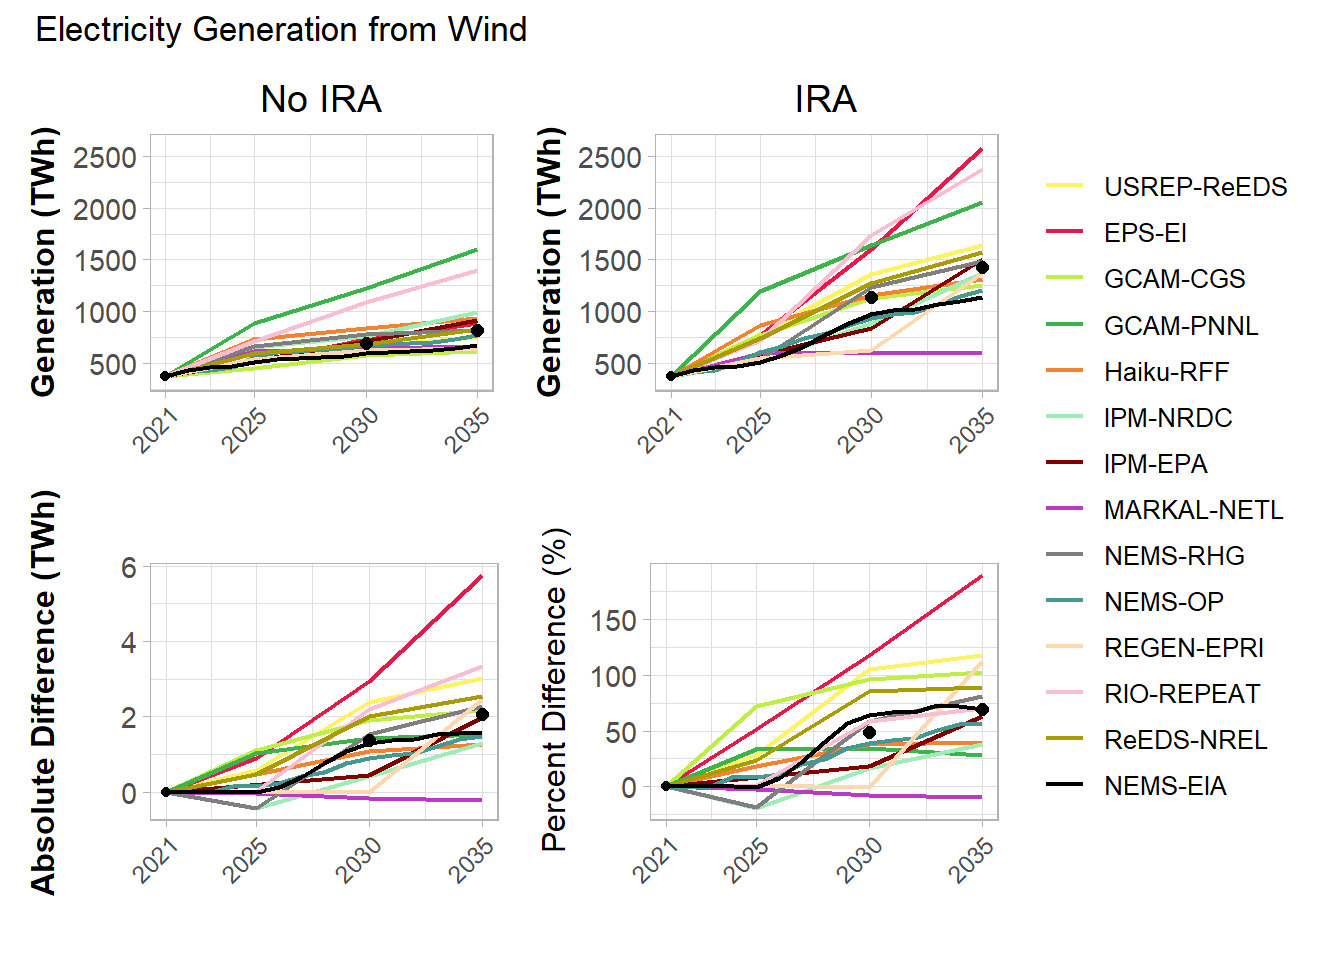 Electricity Generation from Wind
No IRA
IRA
Generation (TWh)
2500
2000
1500
1000
500
2021
2025
2030
2035
Generation (TWh)
2500
2000
1500
1000
500
2021
2025
2030
2035
Absolute Difference (TWh)
6
4
2
0
2021
2025
2030
2035
Percent Difference (%)
150
100
50
0
2021
2025
2030
2035
USREP-ReEDS
EPS-EI
GCAM-CGS
GCAM-PNNL
Haiku-RFF
IPM-NRDC
IPM-EPA
MARKAL-NETL
NEMS-RHG
NEMS-OP
REGEN-EPRI
RIO-REPEAT
ReEDS-NREL
NEMS-EIA